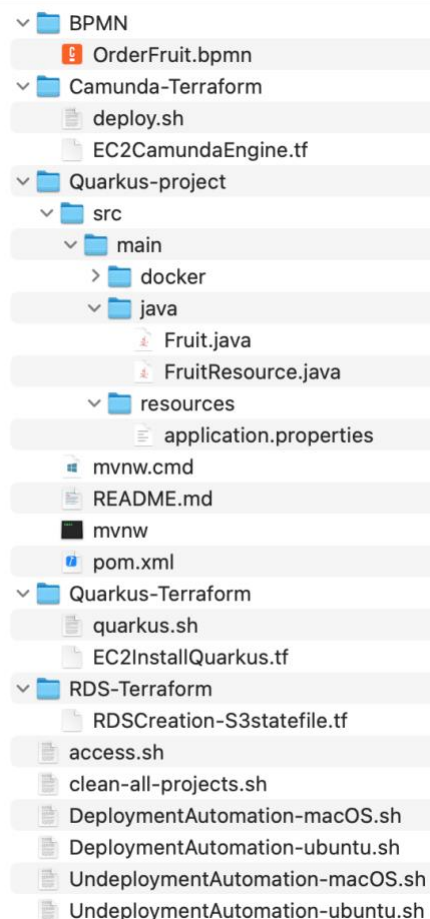 BPMN
OrderFruit.bpmn
Camunda-Terraform
deploy.sh
EC2CamundaEngine.tf
Quarkus-project
src
main
docker
java
Fruit.java
FruitResource.java
resources
application.properties
mvnw.cmd
README.md
mvnw
pom.xml
Quarkus-Terraform
quarkus.sh
EC2InstallQuarkus.tf
RDS-Terraform
RDSCreation-S3statefile.tf
access.sh
clean-all-projects.sh
DeploymentAutomation-macOS.sh
DeploymentAutomation-ubuntu.sh
UndeploymentAutomation-macOS.sh
UndeploymentAutomation-ubuntu.sh